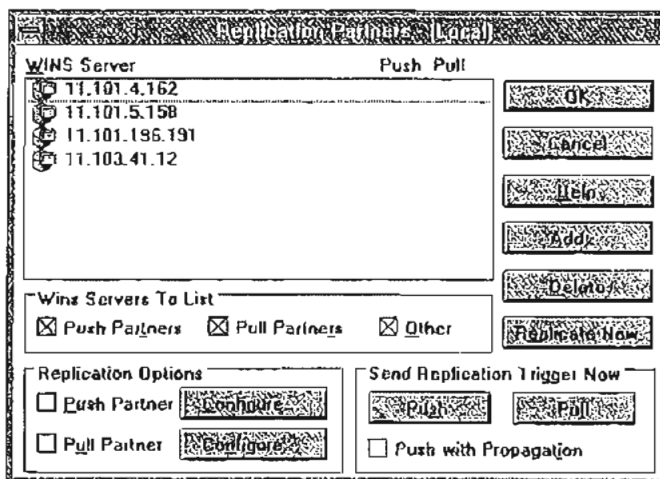 Replication Partners - (Local)
WINS Server Push Pull
11.101.4.162
11.101.5.158
11.101.196.191
11.103.41.12
OK
Cancel
Help
Add...
Delete
Replicate Now
Wins Servers To List
Push Partners Pull Partners Other
Replication Options
Push Partner Configure...
Pull Partner Configure...
Send Replication Trigger Now
Push Pull
Push with Propagation